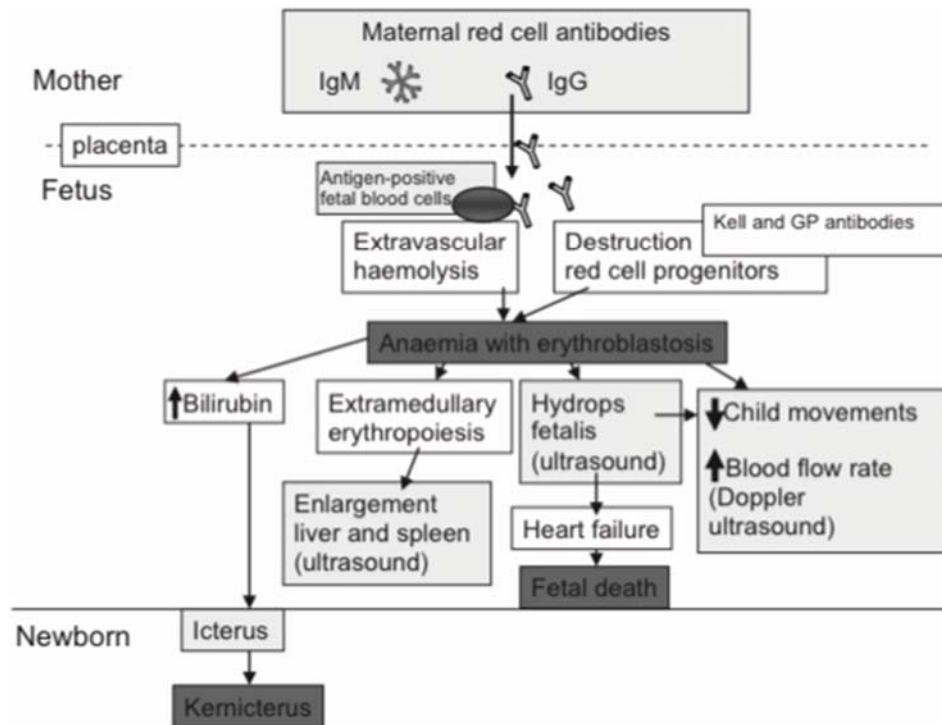 Maternal red cell antibodies
IgM
IgG
Mother
placenta
Fetus
Antigen-positive
fetal blood cells
Extravascular
haemolysis
Destruction
red cell progenitors
Kell and GP antibodies
Anaemia with erythroblastosis
Bilirubin
Extramedullary
erythropoiesis
Hydrops
fetalis
(ultrasound)
Child movements
Blood flow rate
(Doppler
ultrasound)
Enlargement
liver and spleen
(ultrasound)
Heart failure
Fetal death
Newborn
Icterus
Kernicterus